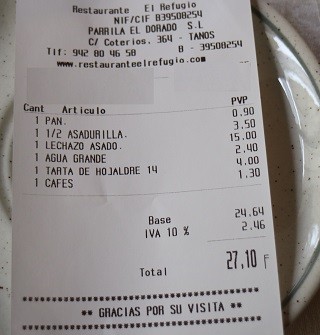 Restaurante El Refugio
NIF/CIF B39508254
PARRILA EL DORADO S.L
C/ Coterios. 364 - TANOS
Tlf: 942 80 46 58 B - 39508254
www.restauranteelrefugio.com
Cant Articulo PVP
1 PAN. 0.90
1 1/2 ASADURILLA. 3.50
1 LECHAZO ASADO. 15.00
1 AGUA GRANDE 2.40
1 TARTA DE HOJALDRE 14 4.00
1 CAFES 1.30
Base 24.64
IVA 10 % 2.46
Total 27,10 F
** GRACIAS POR SU VISITA **